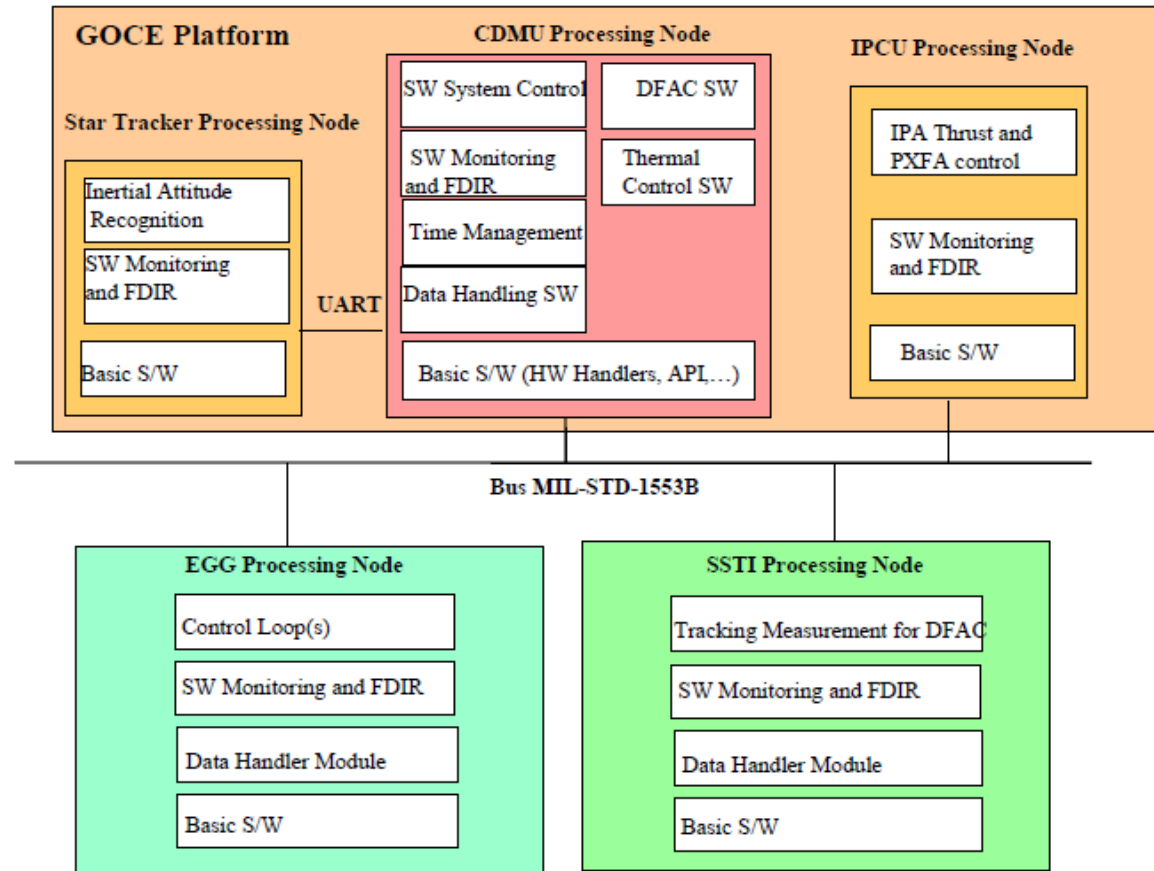 GOCE Platform
CDMU Processing Node
IPCU Processing Node
Star Tracker Processing Node
SW System Control
DFAC SW
SW Monitoring
and FDIR
Thermal
Control SW
Time Management
Data Handling SW
Basic S/W (HW Handlers, API,…)
Inertial Attitude
Recognition
SW Monitoring
and FDIR
Basic S/W
UART
IPA Thrust and
PXFA control
SW Monitoring
and FDIR
Basic S/W
Bus MIL-STD-1553B
EGG Processing Node
Control Loop(s)
SW Monitoring and FDIR
Data Handler Module
Basic S/W
SSTI Processing Node
Tracking Measurement for DFAC
SW Monitoring and FDIR
Data Handler Module
Basic S/W